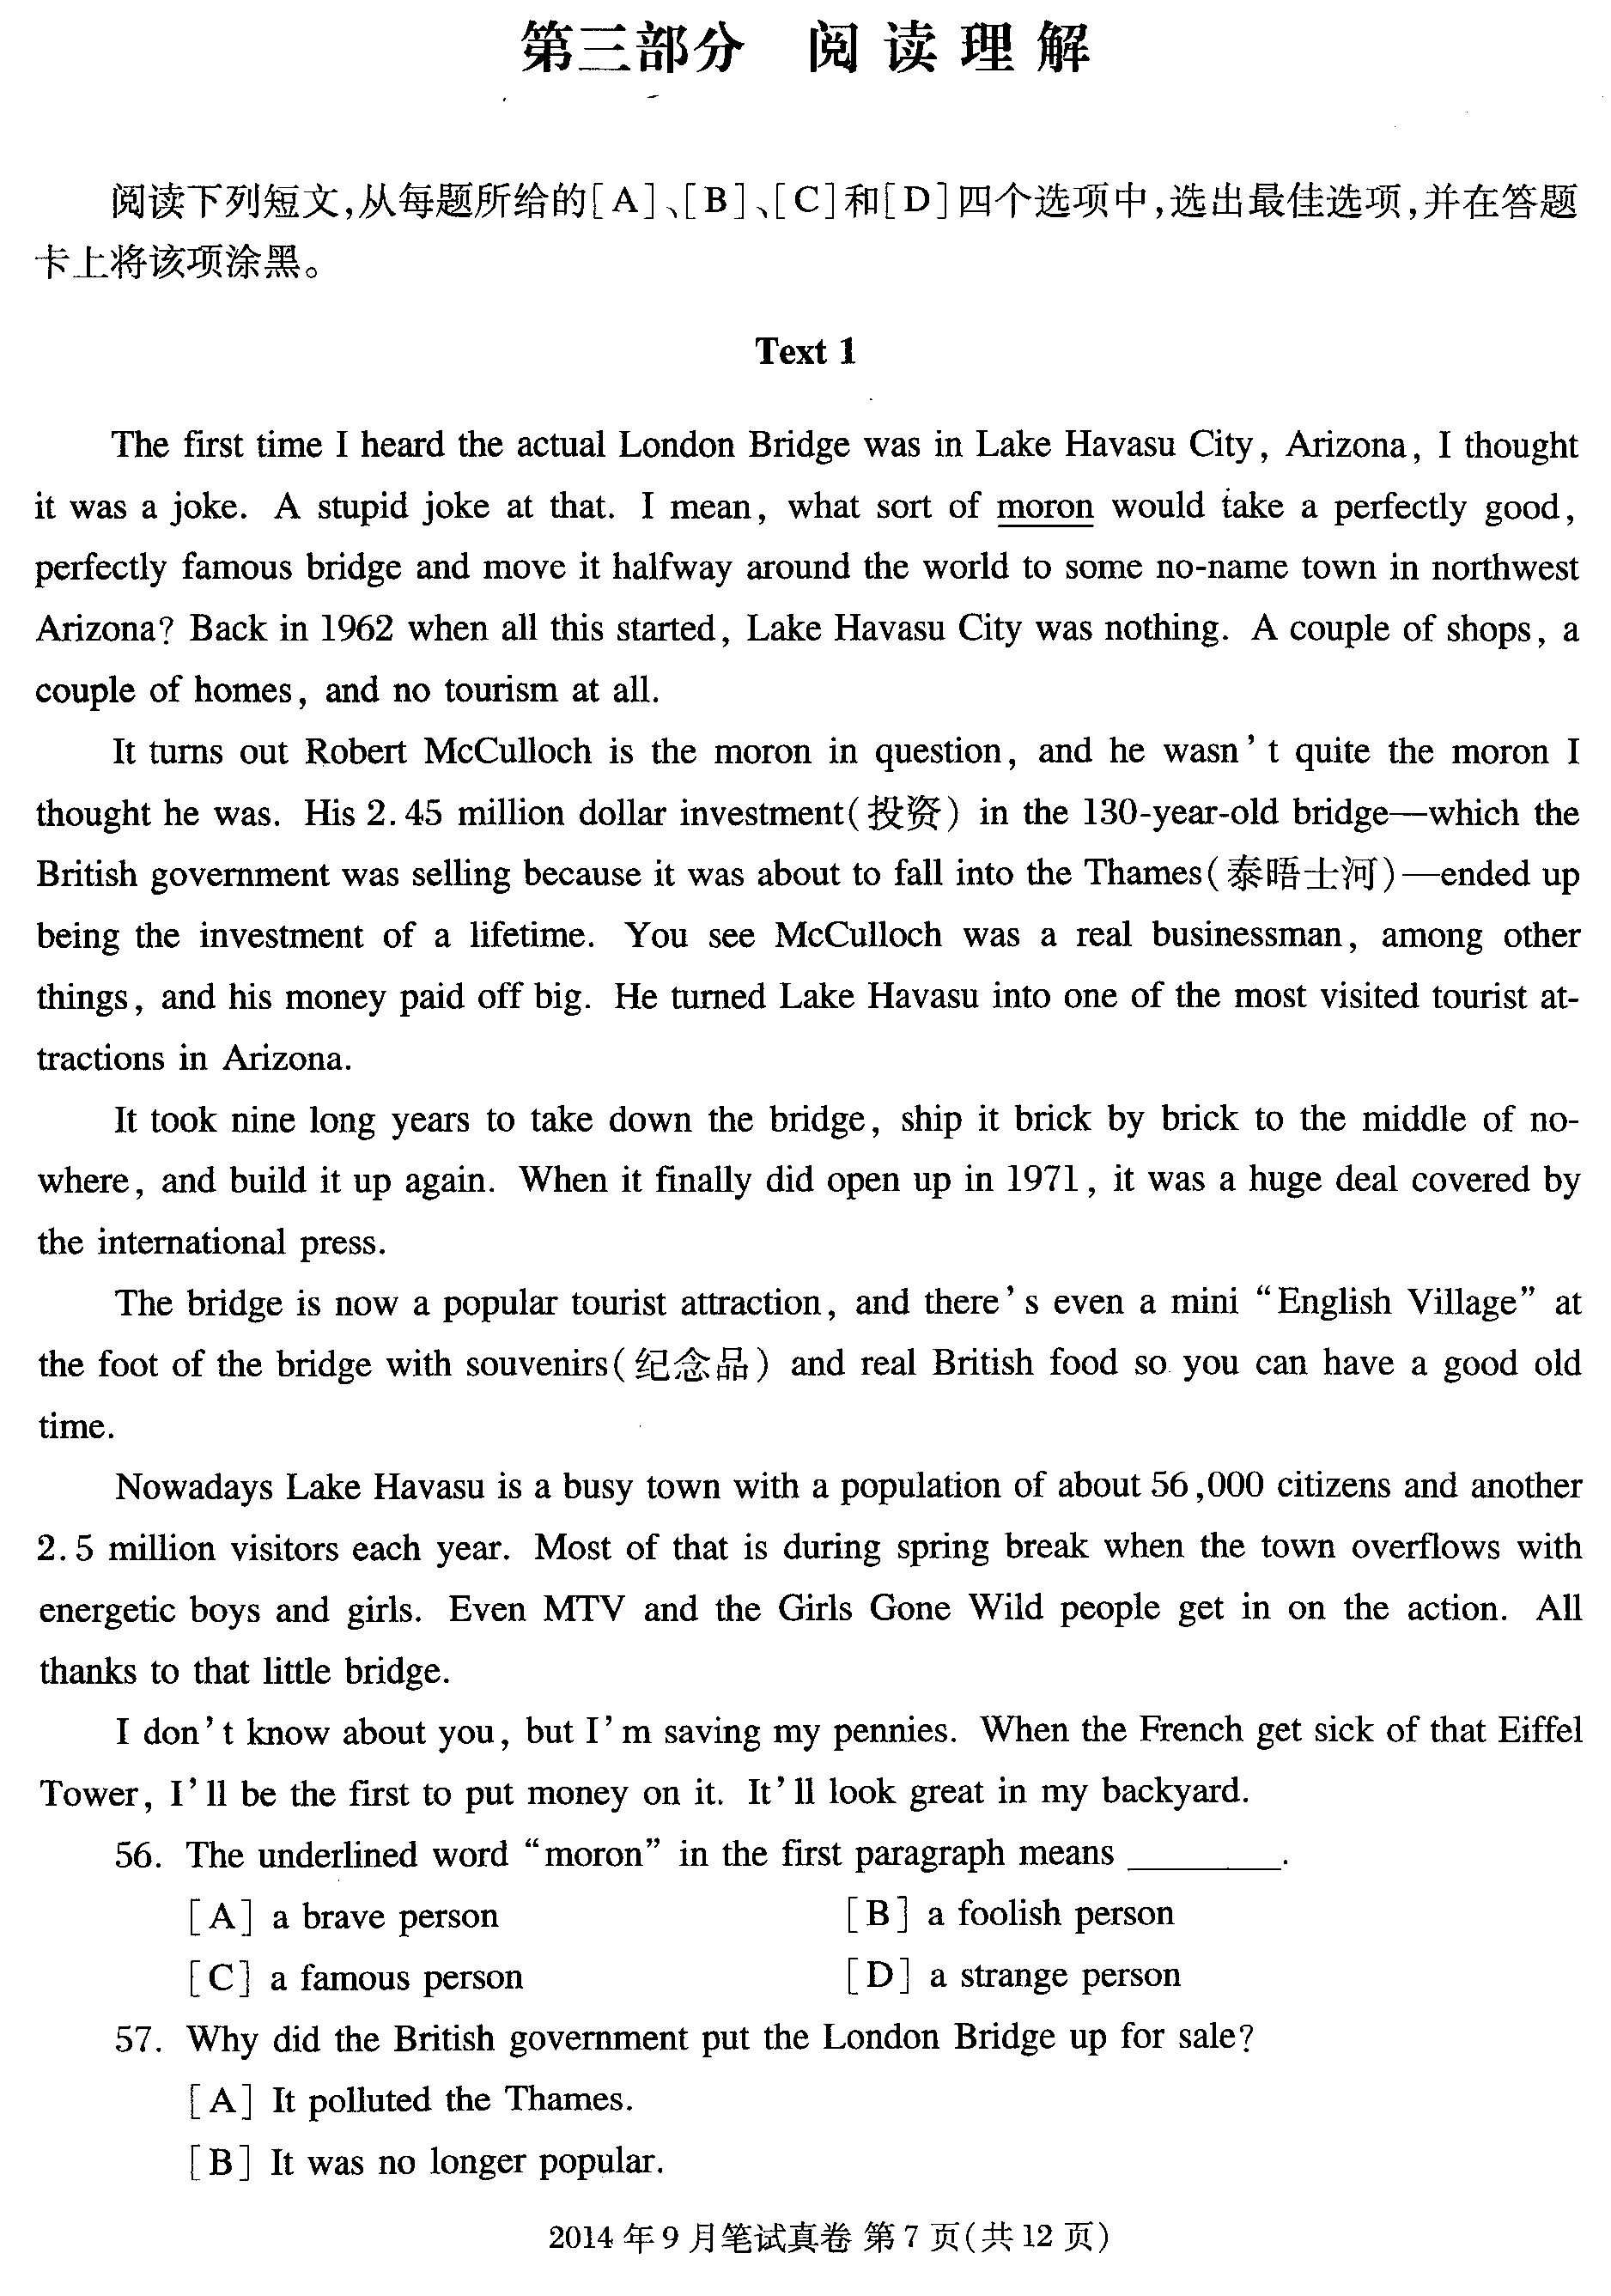 第三部分 阅读理解
阅读下列短文,从每题所给的[A]、[B]、[C]和[D]四个选项中,选出最佳选项,并在答题
卡上将该项涂黑。
Text 1
The first time I heard the actual London Bridge was in Lake Havasu City, Arizona, I thought
it was a joke. A stupid joke at that. I mean, what sort of moron would take a perfectly good,
perfectly famous bridge and move it halfway around the world to some no-name town in northwest
Arizona? Back in 1962 when all this started, Lake Havasu City was nothing. A couple of shops, a
couple of homes, and no tourism at all.
It turns out Robert McCulloch is the moron in question, and he wasn't quite the moron I
thought he was. His 2.45 million dollar investment(投资) in the 130-year-old bridge—which the
British government was selling because it was about to fall into the Thames(泰晤士河)—ended up
being the investment of a lifetime. You see McCulloch was a real businessman, among other
things, and his money paid off big. He turned Lake Havasu into one of the most visited tourist at-
tractions in Arizona.
It took nine long years to take down the bridge, ship it brick by brick to the middle of no-
where, and build it up again. When it finally did open up in 1971, it was a huge deal covered by
the international press.
The bridge is now a popular tourist attraction, and there's even a mini “English Village” at
the foot of the bridge with souvenirs(纪念品) and real British food so you can have a good old
time.
Nowadays Lake Havasu is a busy town with a population of about 56,000 citizens and another
2.5 million visitors each year. Most of that is during spring break when the town overflows with
energetic boys and girls. Even MTV and the Girls Gone Wild people get in on the action. All
thanks to that little bridge.
I don't know about you, but I'm saving my pennies. When the French get sick of that Eiffel
Tower, I'll be the first to put money on it. It'll look great in my backyard.
56. The underlined word “moron” in the first paragraph means ________.
[A] a brave person [B] a foolish person
[C] a famous person [D] a strange person
57. Why did the British government put the London Bridge up for sale?
[A] It polluted the Thames.
[B] It was no longer popular.
2014年9月笔试真卷 第7页(共12页)